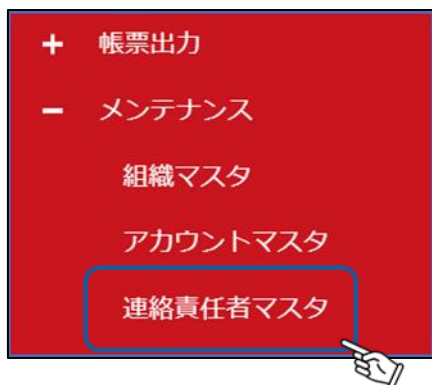 + 帳票出力
− メンテナンス
組織マスタ
アカウントマスタ
連絡責任者マスタ